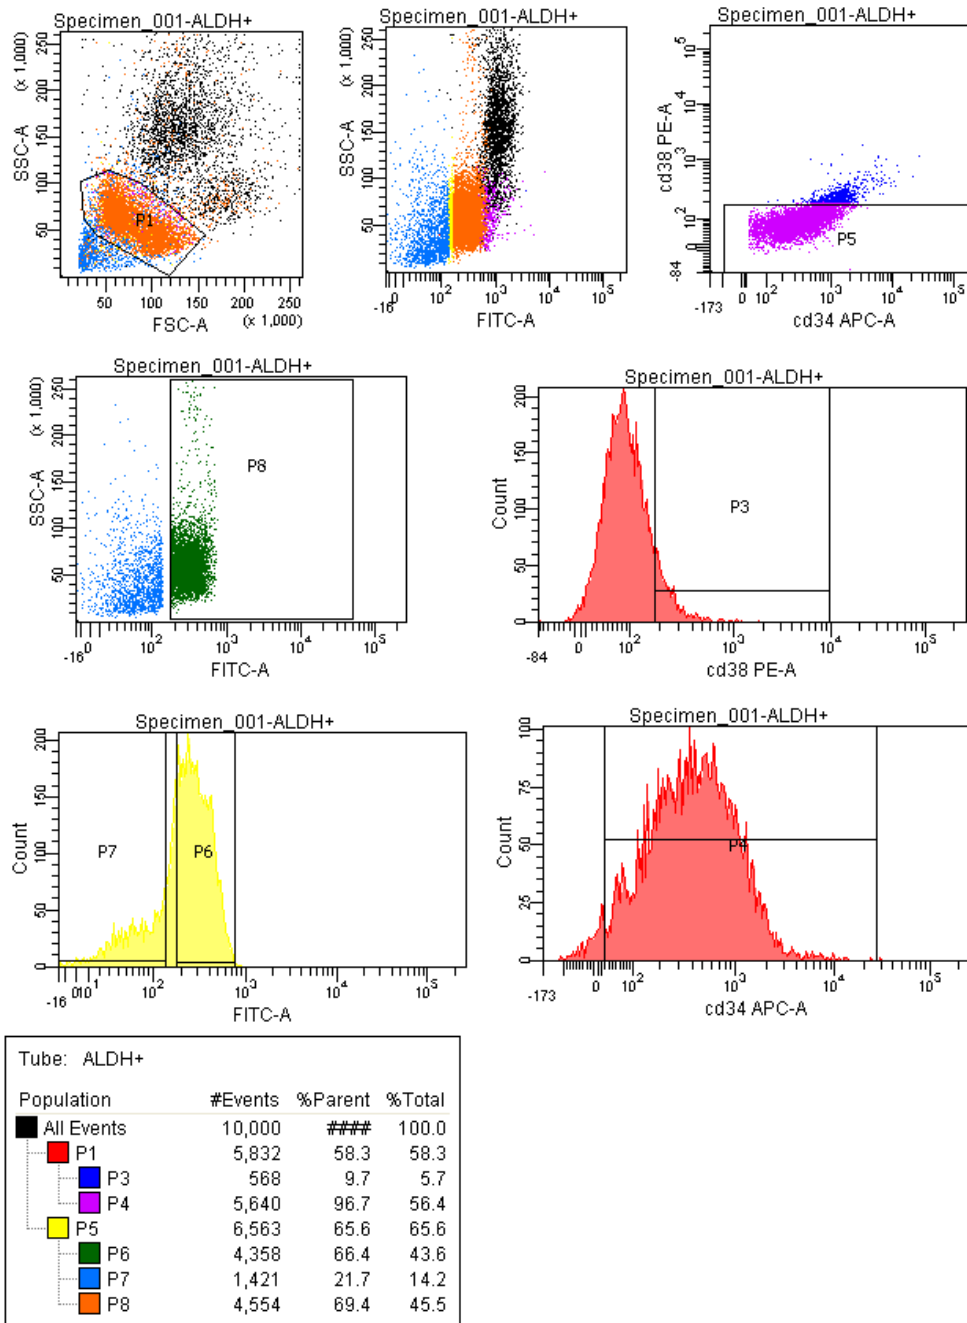 Specimen_001-ALDH+
SSC-A
(x 1,000)
50 100 150 200 250
P1
50 100 150 200 250
FSC-A
(x 1,000)
Specimen_001-ALDH+
SSC-A
(x 1,000)
50 100 150 200 250
-16 0 10² 10³ 10⁴ 10⁵
FITC-A
Specimen_001-ALDH+
cd38 PE-A
-84 0 10² 10³ 10⁴ 10⁵
P5
-173 0 10² 10³ 10⁴ 10⁵
cd34 APC-A
Specimen_001-ALDH+
SSC-A
(x 1,000)
50 100 150 200 250
P8
-16 0 10² 10³ 10⁴ 10⁵
FITC-A
Specimen_001-ALDH+
Count
0 50 100 150 200
P3
-84 0 10² 10³ 10⁴ 10⁵
cd38 PE-A
Specimen_001-ALDH+
Count
0 50 100 150 200
P7 P6
-16 010¹ 10² 10³ 10⁴ 10⁵
FITC-A
Specimen_001-ALDH+
Count
0 25 50 75 100
P4
-173 0 10² 10³ 10⁴ 10⁵
cd34 APC-A
Tube: ALDH+
Population #Events %Parent %Total
All Events 10,000 #### 100.0
P1 5,832 58.3 58.3
P3 568 9.7 5.7
P4 5,640 96.7 56.4
P5 6,563 65.6 65.6
P6 4,358 66.4 43.6
P7 1,421 21.7 14.2
P8 4,554 69.4 45.5